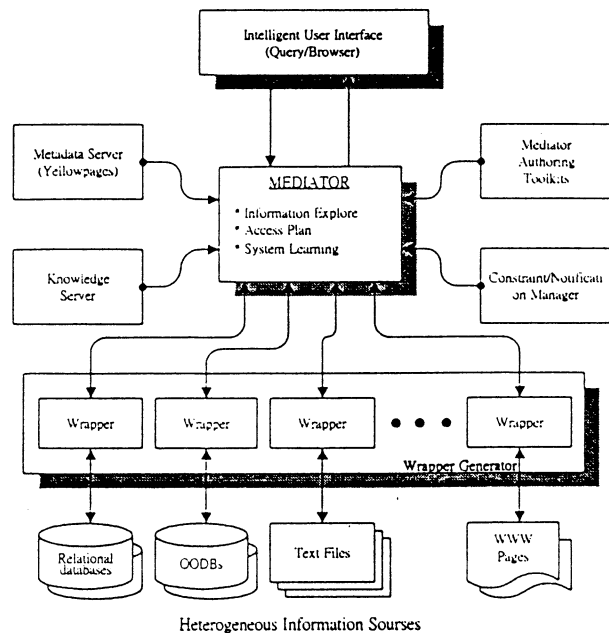 Intelligent User Interface
(Query/Browser)
Metadata Server
(Yellowpages)
MEDIATOR
* Information Explore
* Access Plan
* System Learning
Mediator
Authoring
Toolkits
Knowledge
Server
Constraint/Notificati
on Manager
Wrapper
Wrapper
Wrapper
Wrapper
Wrapper Generator
Relational
databases
OODBs
Text Files
WWW
Pages
Heterogeneous Information Sourses